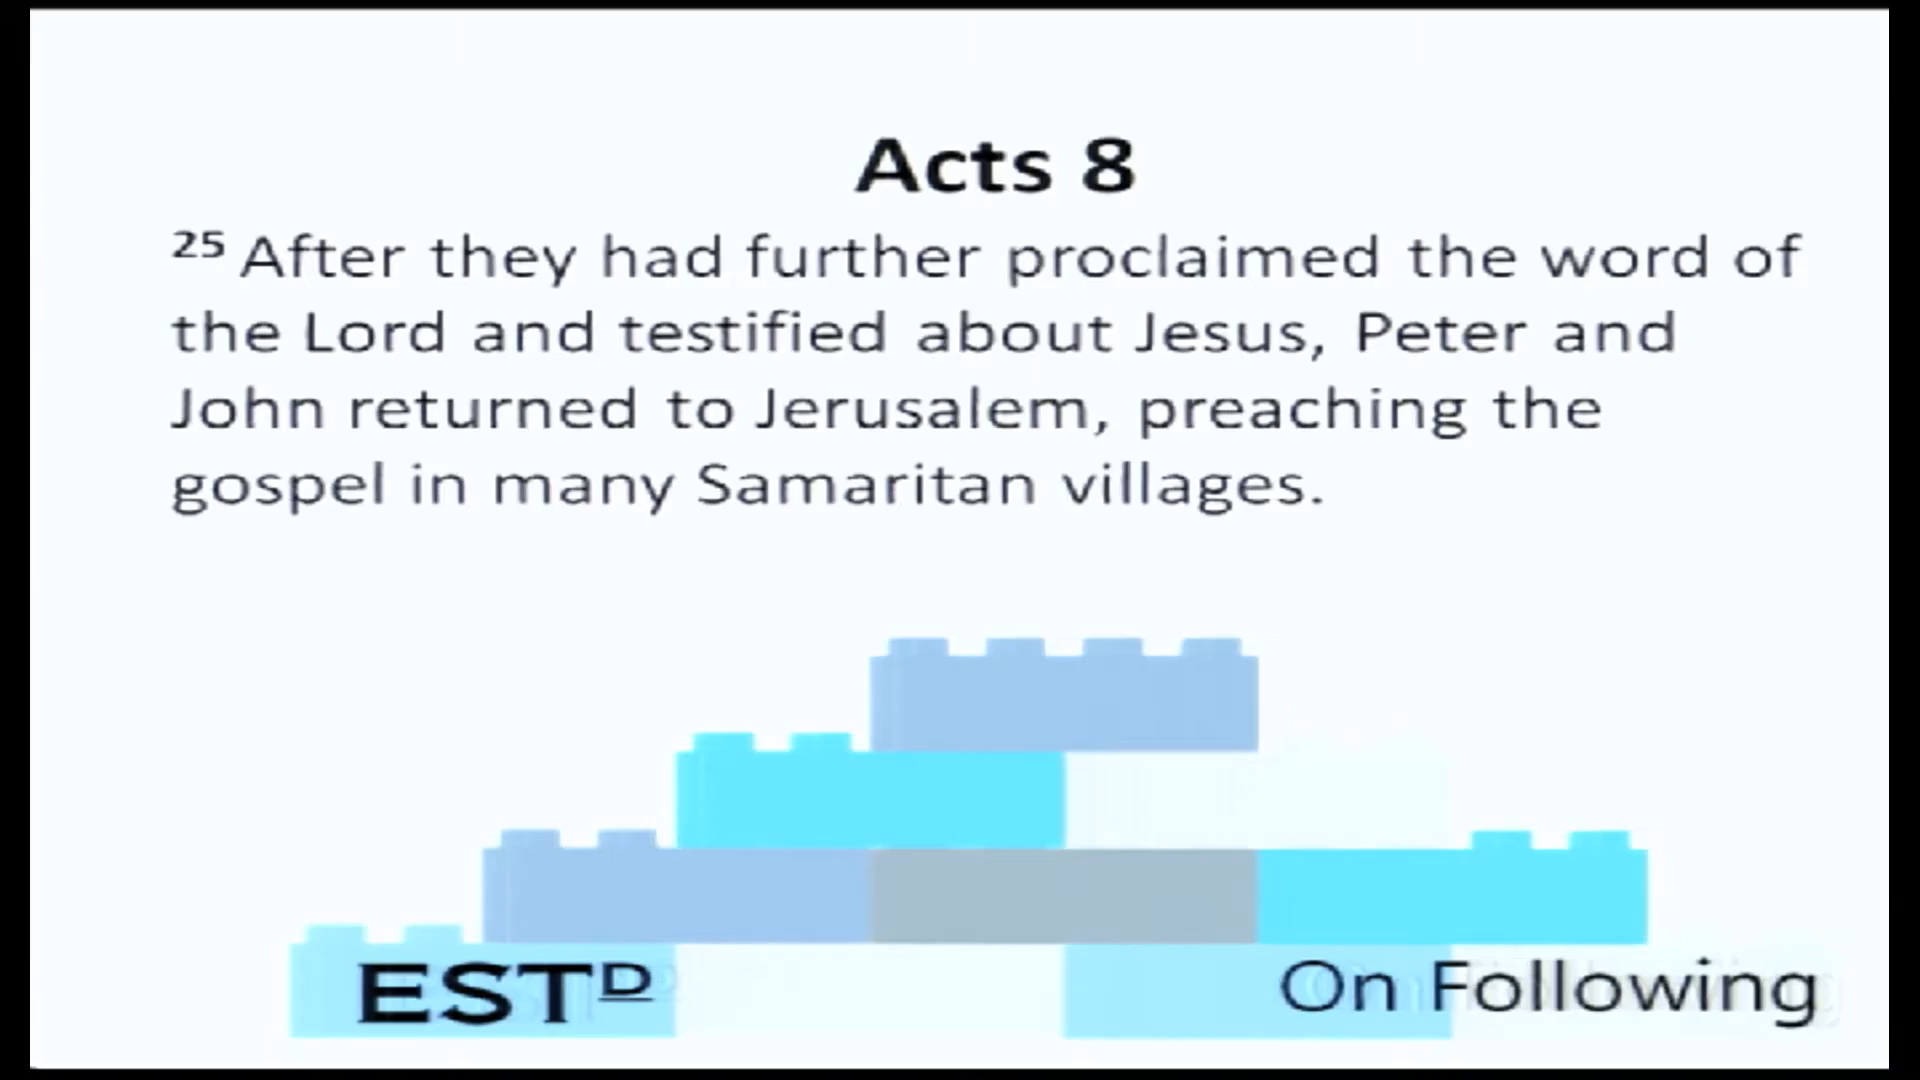 Acts 8
²⁵ After they had further proclaimed the word of
the Lord and testified about Jesus, Peter and
John returned to Jerusalem, preaching the
gospel in many Samaritan villages.
ESTᴰ
On Following